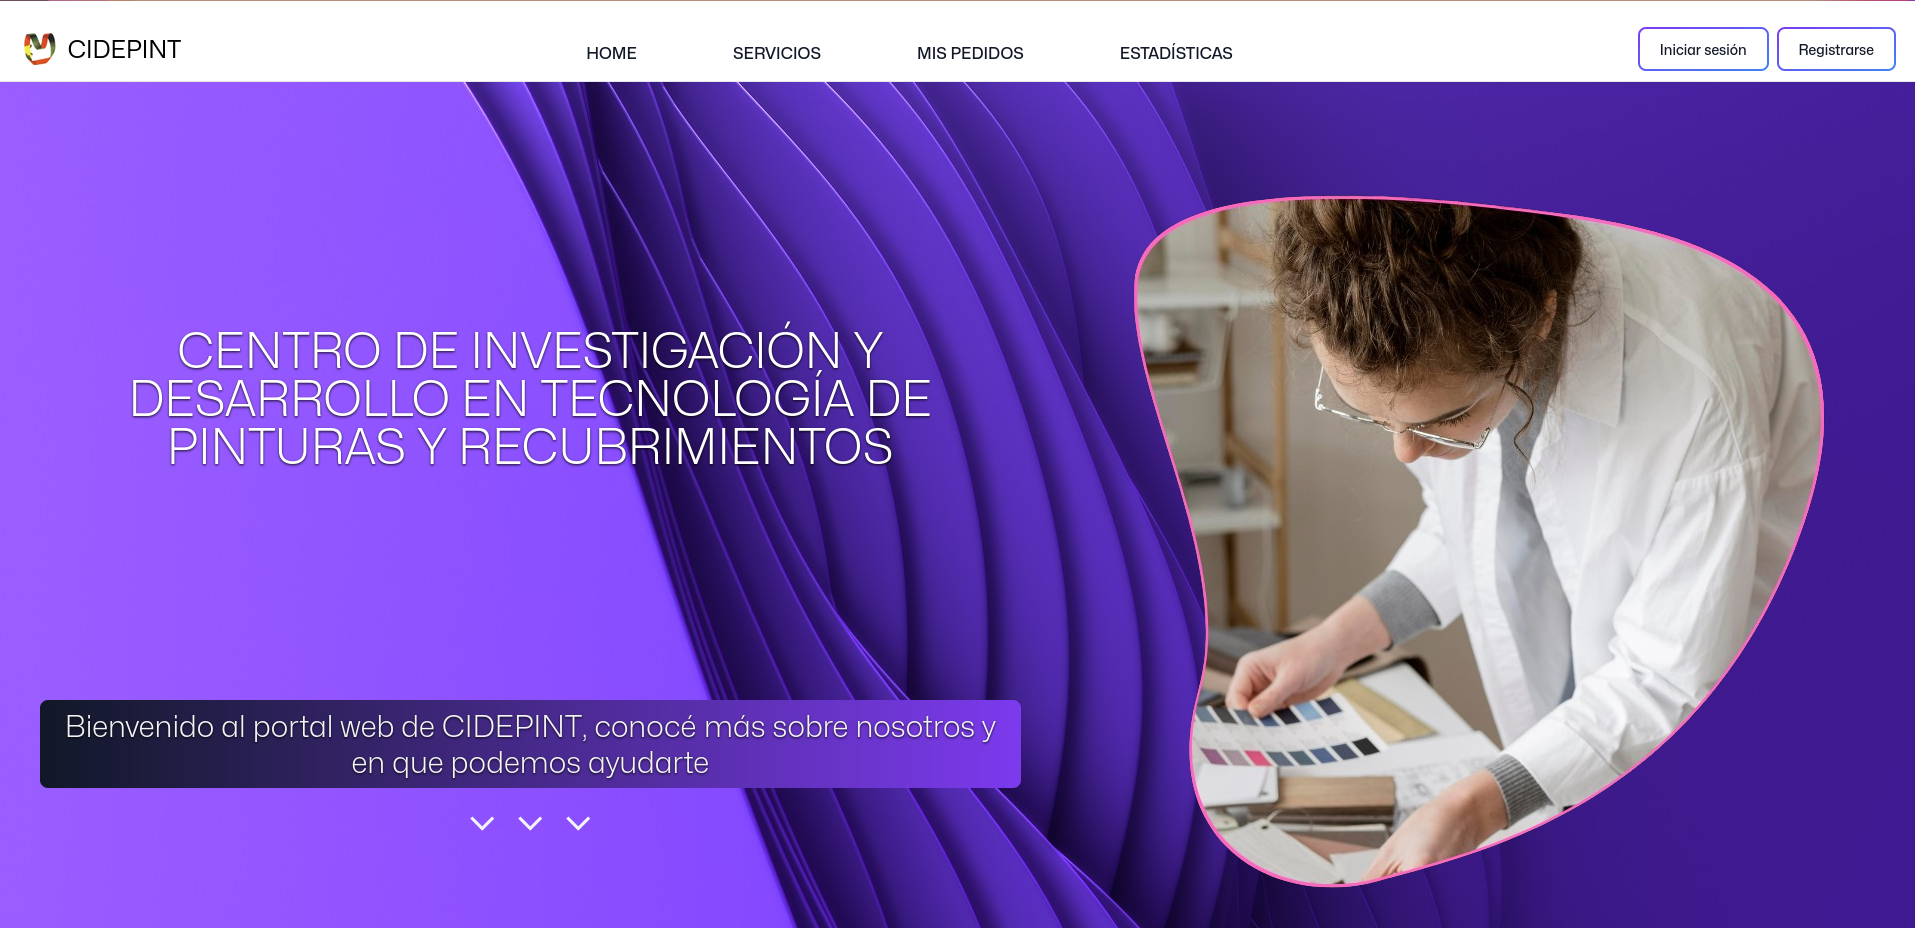 CIDEPINT
HOME
SERVICIOS
MIS PEDIDOS
ESTADÍSTICAS
Iniciar sesión
Registrarse
CENTRO DE INVESTIGACIÓN Y
DESARROLLO EN TECNOLOGÍA DE
PINTURAS Y RECUBRIMIENTOS
Bienvenido al portal web de CIDEPINT, conocé más sobre nosotros y
en que podemos ayudarte